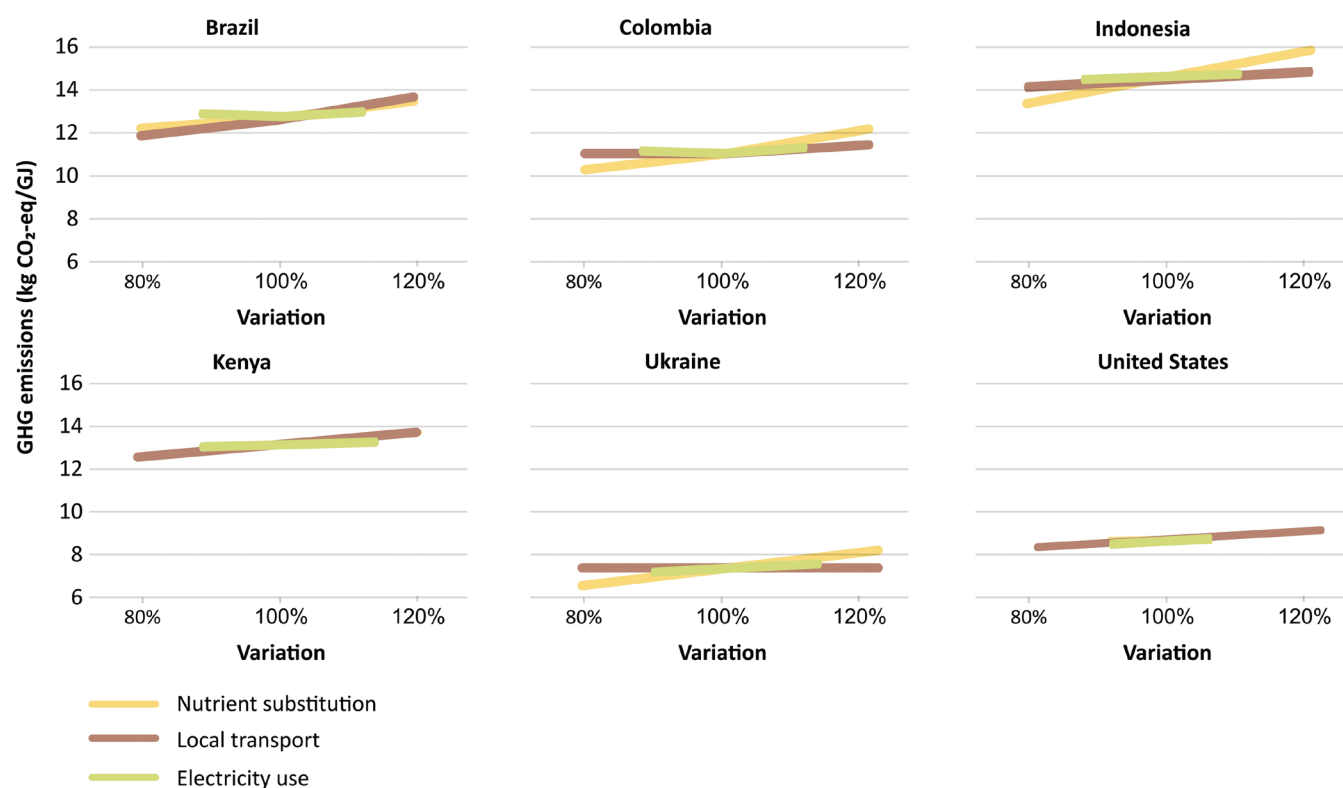 Brazil
Colombia
Indonesia
GHG emissions (kg CO₂-eq/GJ)
16
14
12
10
8
6
80%
100%
120%
80%
100%
120%
80%
100%
120%
Variation
Variation
Variation
Kenya
Ukraine
United States
16
14
12
10
8
6
80%
100%
120%
80%
100%
120%
80%
100%
120%
Variation
Variation
Variation
Nutrient substitution
Local transport
Electricity use